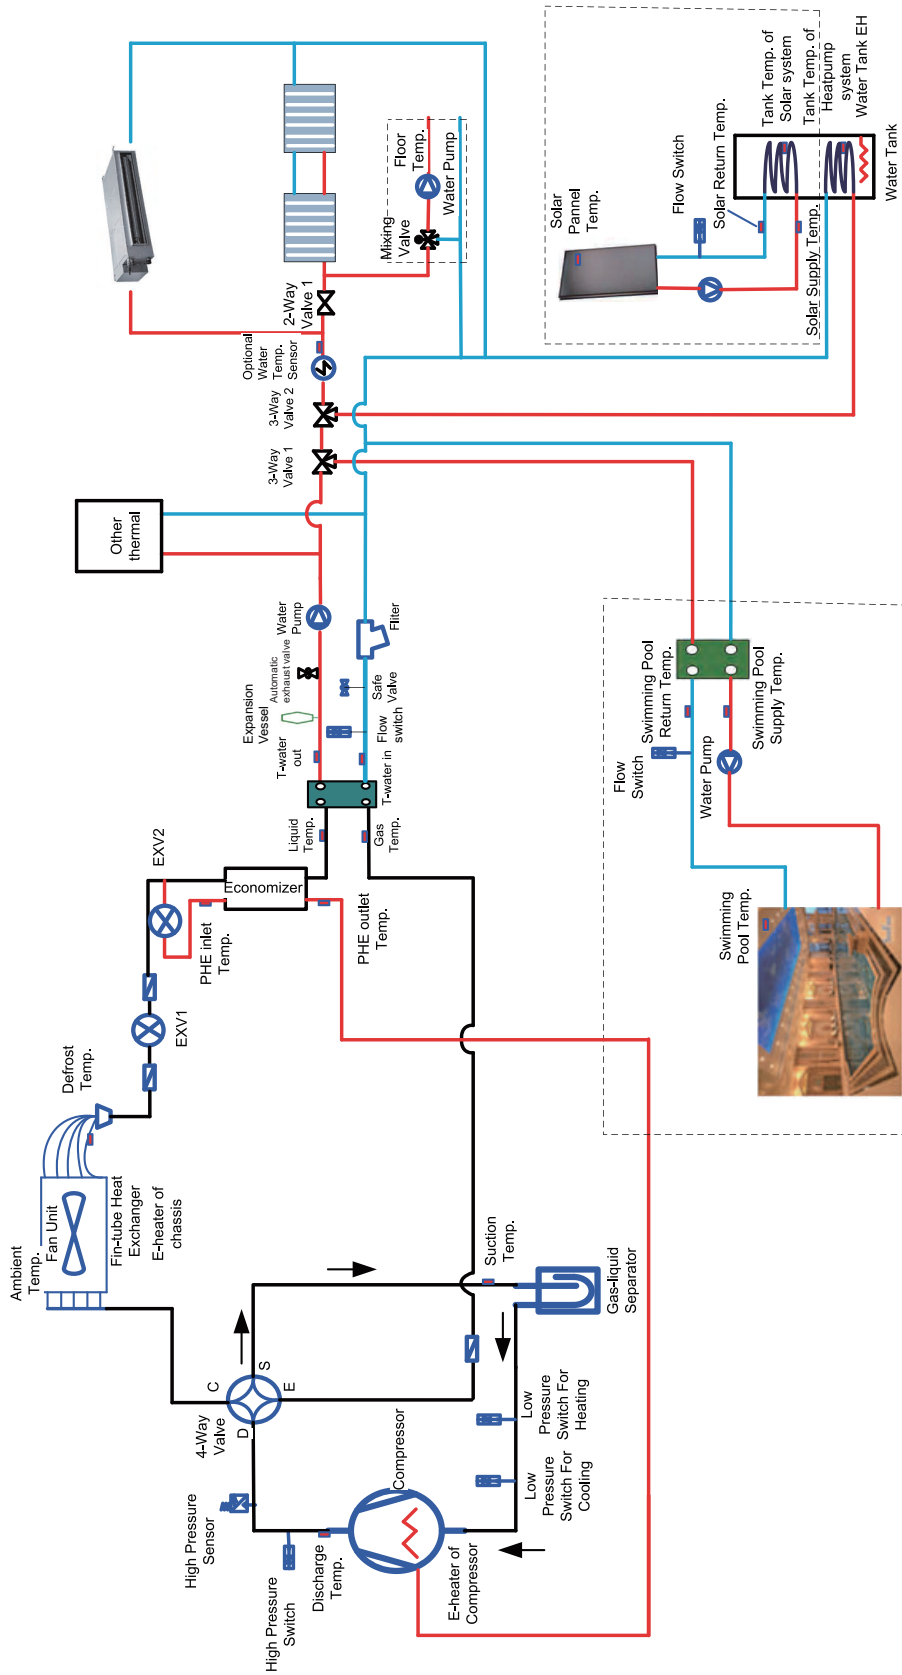 High Pressure
Switch
High Pressure
Sensor
Discharge
Temp.
4-Way
Valve
D
C
S
E
Compressor
E-heater of
Compressor
Low
Pressure
Switch For
Cooling
Low
Pressure
Switch For
Heating
Gas-liquid
Separator
Suction
Temp.
Ambient
Temp.
Fan Unit
Fin-tube Heat
Exchanger
E-heater of
chassis
Defrost
Temp.
EXV1
EXV2
PHE inlet
Temp.
Economizer
PHE outlet
Temp.
Liquid
Temp.
Gas
Temp.
T-water
out
T-water in
Expansion
Vessel
Automatic
exhaust valve
Flow
switch
Safe
Valve
Water
Pump
Fliter
Other
thermal
3-Way
Valve 1
3-Way
Valve 2
Optional
Water
Temp.
Sensor
2-Way
Valve 1
Mixing
Valve
Floor
Temp.
Water Pump
Solar
Pannel
Temp.
Flow Switch
Solar Return Temp.
Solar Supply Temp.
Tank Temp. of
Solar system
Tank Temp. of
Heatpump
system
Water Tank EH
Water Tank
Flow
Switch
Swimming Pool
Return Temp.
Water Pump
Swimming Pool
Supply Temp.
Swimming
Pool Temp.